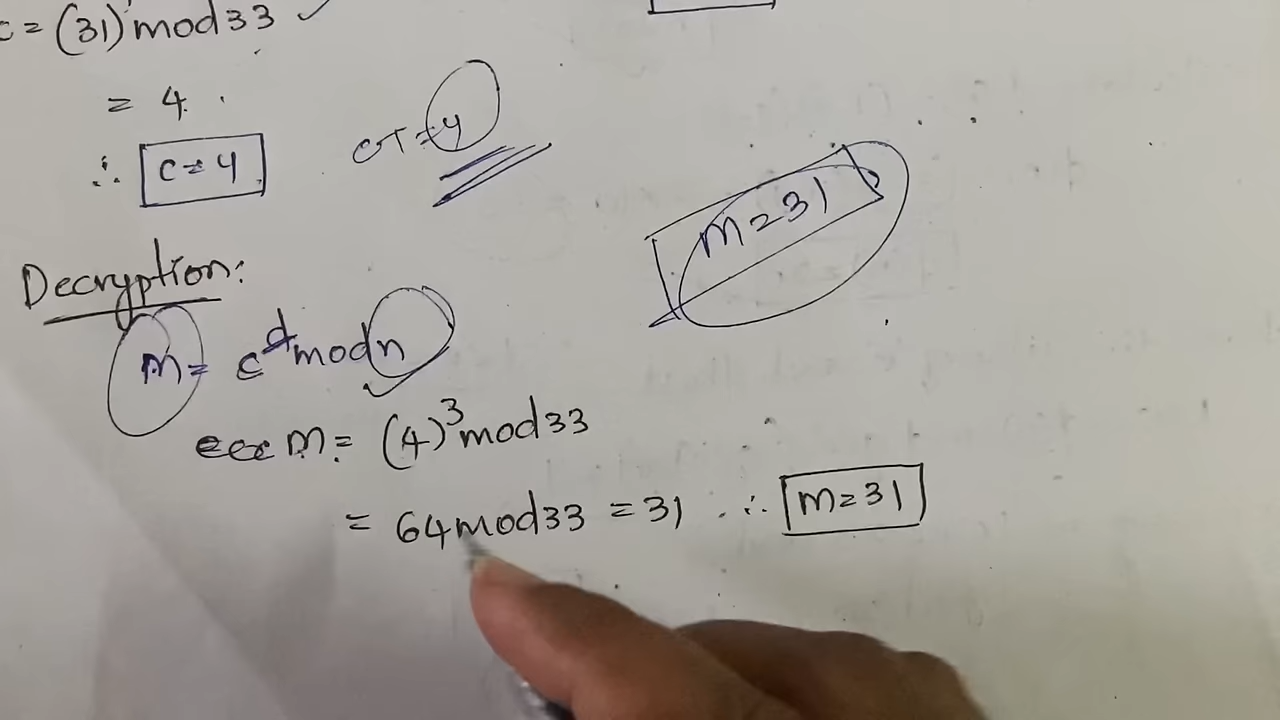 c = (31)' mod 33 ✓
= 4.
∴ c = 4
CT = 4
m = 31
Decryption:
m = c^d mod n
m = (4)^3 mod 33
= 64 mod 33 = 31 ∴ m = 31